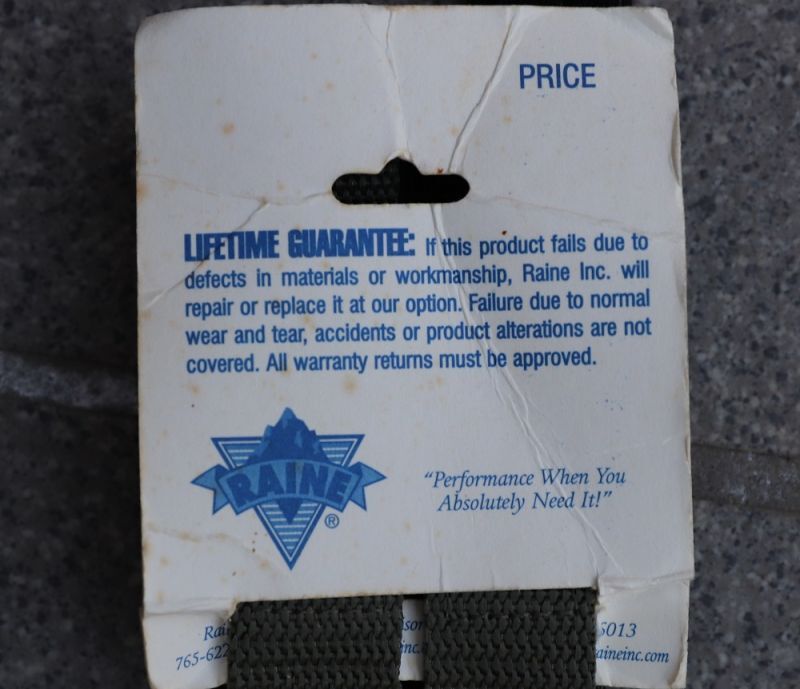 PRICE
LIFETIME GUARANTEE: If this product fails due to
defects in materials or workmanship, Raine Inc. will
repair or replace it at our option. Failure due to normal
wear and tear, accidents or product alterations are not
covered. All warranty returns must be approved.
RAINE
®
“Performance When You
Absolutely Need It!”